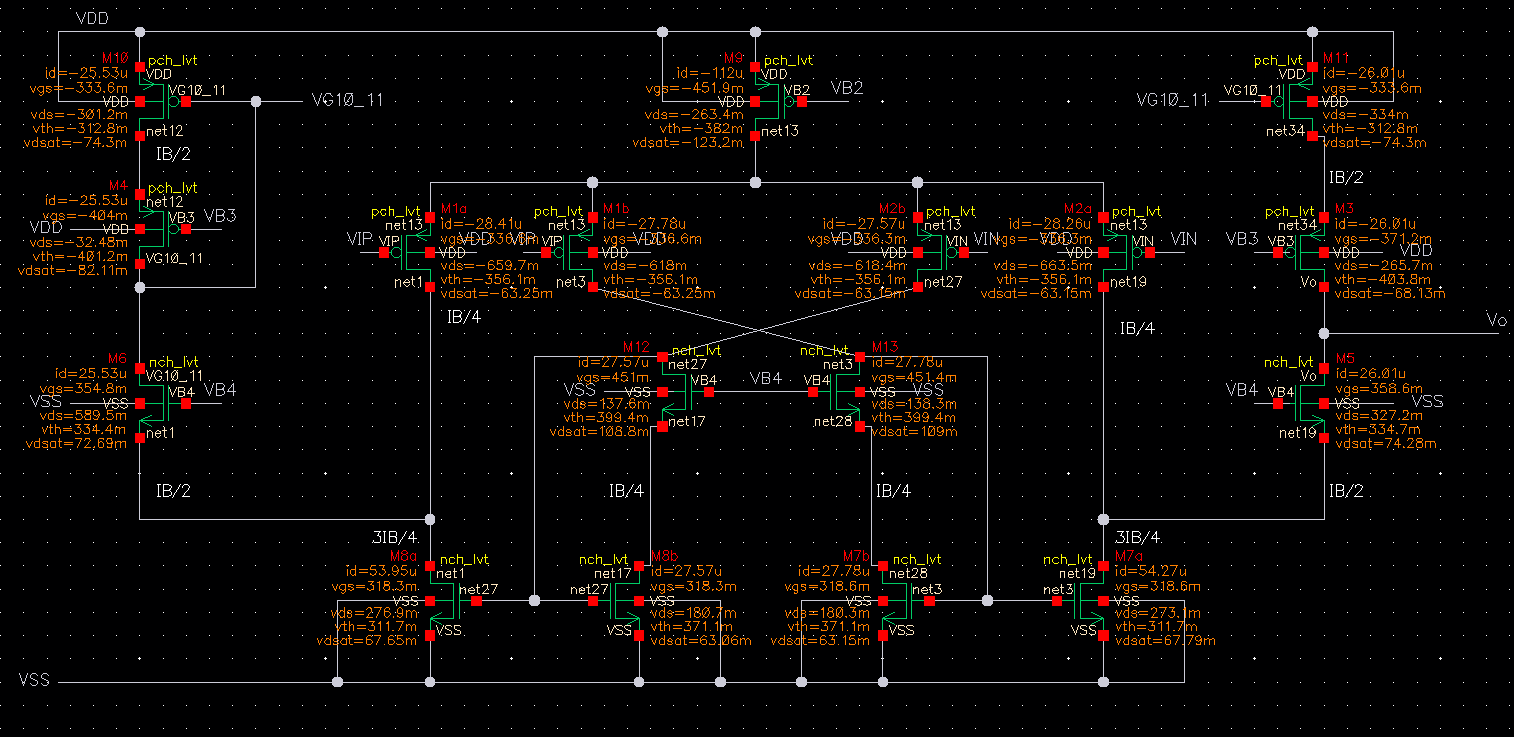 VDD
M10
pch_lvt
id=-25.53u
VDD
vgs=-333.6m
VG10_11
VDD
vds=-301.2m
vth=-312.8m
net12
vdsat=-74.3m
IB/2
VG10_11
M9
pch_lvt
id=-112u
VDD
vgs=-451.9m
VB2
VDD
vds=-263.4m
vth=-382m
net13
vdsat=-123.2m
VB2
VG10_11
pch_lvt
M11
VDD
id=-26.01u
VG10_11
vgs=-333.6m
VDD
vds=-334m
vth=-312.8m
net34
vdsat=-74.3m
IB/2
M4
pch_lvt
id=-25.53u
net12
vgs=-404m
VB3
VB3
VDD
VDD
vds=-32.48m
vth=-401.2m
VG10_11
vdsat=-82.11m
pch_lvt
M1a
net13
id=-28.41u
VIP
VIP
VDD
VDD
vds=-659.7m
vth=-356.1m
net1
vdsat=-63.25m
IB/4
pch_lvt
M1b
net13
id=-27.78u
VIP
VIP
VDD
VDD
vds=-618m
vth=-356.1m
net3
vdsat=-63.25m
M2b
pch_lvt
id=-27.57u
net13
vgs=-336.3m
VDD
VDD
VIN
VIN
vds=-618.4m
vth=-356.1m
net27
vdsat=-63.15m
M2a
pch_lvt
id=-28.26u
net13
VDD
VIN
VIN
vds=-663.5m
vth=-356.1m
net19
vdsat=-63.15m
IB/4
pch_lvt
M3
net34
id=-26.01u
VB3
VB3
vgs=-371.2m
VDD
VDD
vds=-265.7m
vth=-403.8m
Vo
vdsat=-68.13m
Vo
M12
nch_lvt
id=27.57u
net27
vgs=451m
VSS
VSS
VB4
vds=137.6m
vth=399.4m
net17
vdsat=108.8m
VB4
nch_lvt
M13
net3
id=27.78u
vgs=451.4m
VB4
VSS
VSS
vds=138.3m
vth=399.4m
net28
vdsat=109m
M6
nch_lvt
id=25.53u
VG10_11
vgs=354.8m
VB4
VB4
VSS
VSS
vds=589.5m
vth=334.4m
net1
vdsat=72.69m
IB/2
nch_lvt
M5
Vo
id=26.01u
VB4
VB4
vgs=358.6m
VSS
VSS
vds=327.2m
vth=334.7m
net19
vdsat=74.28m
IB/2
IB/4
IB/4
3IB/4
M8a
nch_lvt
id=53.95u
net1
vgs=318.3m
net27
VSS
vds=276.9m
vth=311.7m
VSS
vdsat=67.65m
nch_lvt
M8b
net17
id=27.57u
net27
vgs=318.3m
VSS
vds=180.7m
vth=371.1m
VSS
vdsat=63.06m
M7b
nch_lvt
id=27.78u
net28
vgs=318.6m
net3
VSS
vds=180.3m
vth=371.1m
VSS
vdsat=63.15m
3IB/4
nch_lvt
M7a
net19
id=54.27u
net3
vgs=318.6m
VSS
vth=311.7m
VSS
vdsat=67.79m
VSS